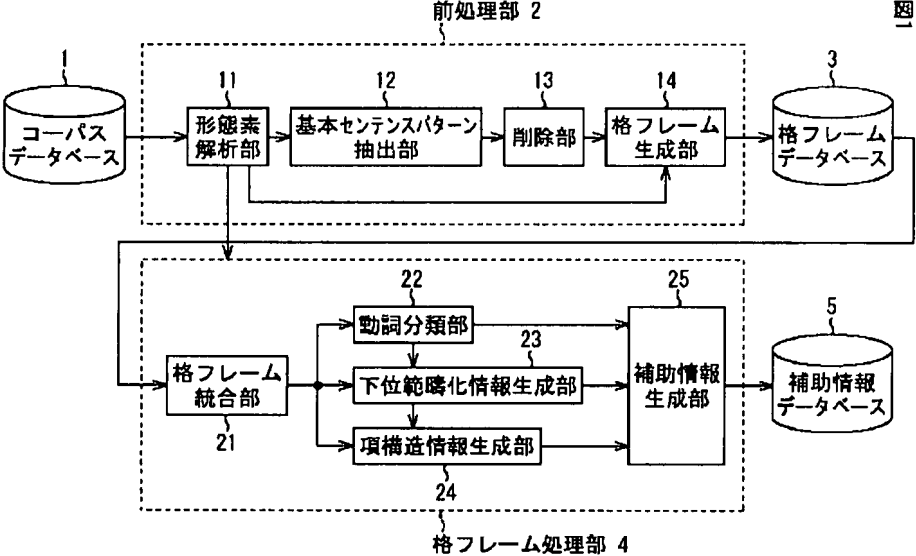 図1
前処理部 2
1
コーパス
データベース
11
形態素
解析部
12
基本センテンスパターン
抽出部
13
削除部
14
格フレーム
生成部
3
格フレーム
データベース
格フレーム
統合部
21
22
動詞分類部
23
下位範疇化情報生成部
項構造情報生成部
24
25
補助情報
生成部
5
補助情報
データベース
格フレーム処理部 4